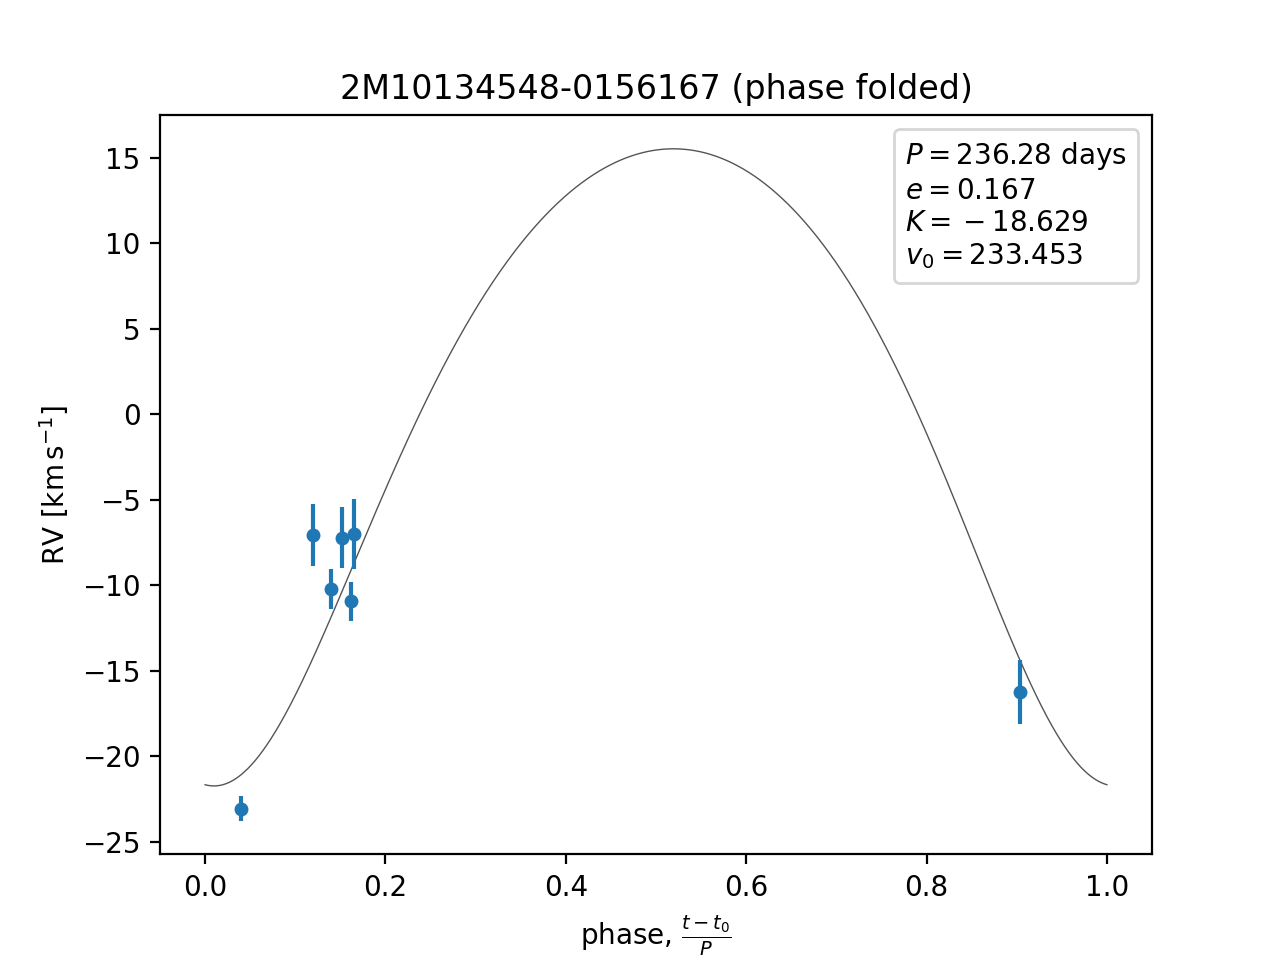 2M10134548-0156167 (phase folded)
P = 236.28 days
e = 0.167
K = −18.629
v₀ = 233.453
15
10
5
0
−5
−10
−15
−20
−25
RV [km s⁻¹]
0.0 0.2 0.4 0.6 0.8 1.0
phase, (t − t₀)/P